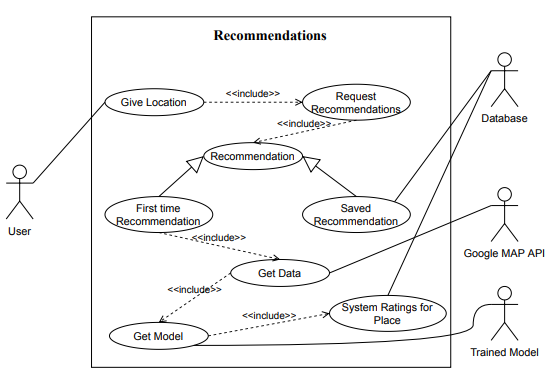 Recommendations
<<include>>
Give Location
Request
Recommendations
<<include>>
Database
Recommendation
User
First time
Recommendation
Saved
Recommendation
<<include>>
Google MAP API
Get Data
<<include>>
System Ratings for
Place
<<include>>
Get Model
Trained Model